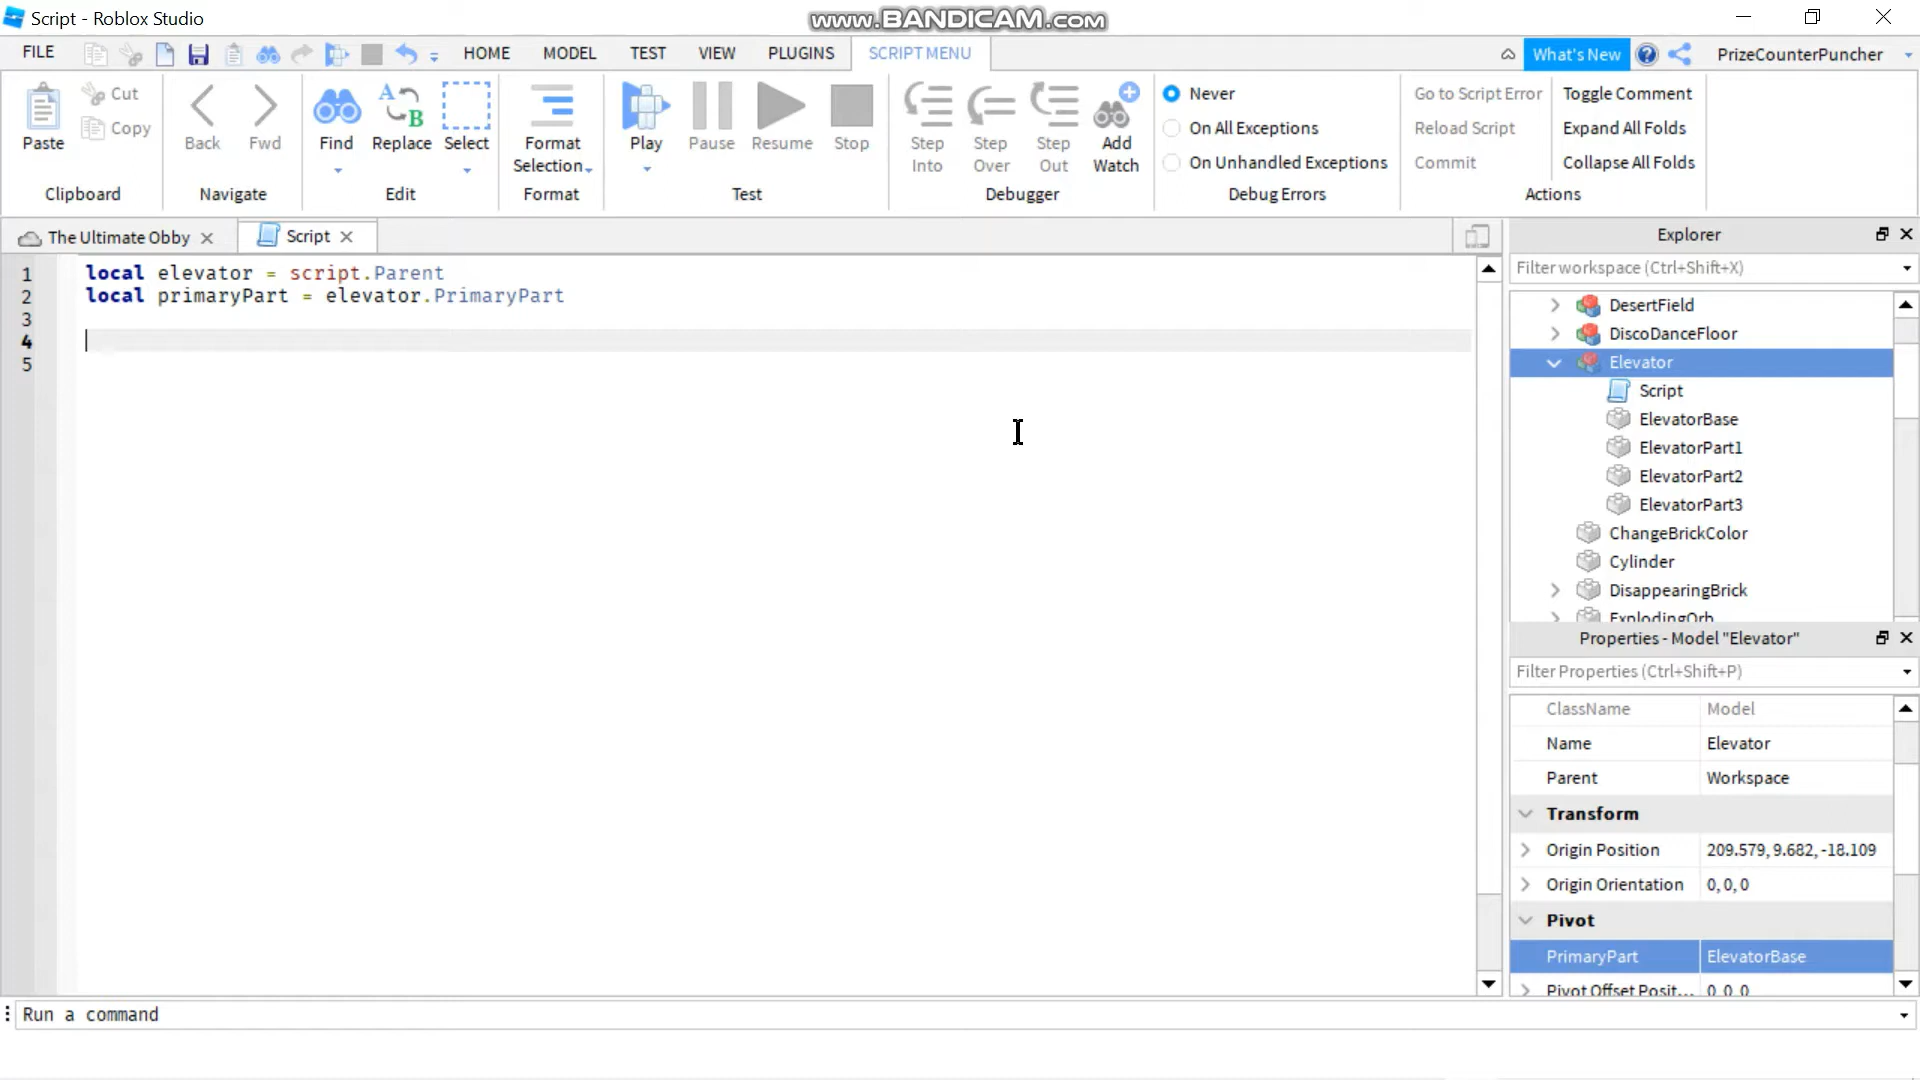 Script - Roblox Studio
www.BANDICAM.com
FILE
HOME
MODEL
TEST
VIEW
PLUGINS
SCRIPT MENU
What's New
PrizeCounterPuncher
Paste
Cut
Copy
Clipboard
Back
Fwd
Navigate
Find
Replace
Select
Edit
Format
Selection
Format
Play
Pause
Resume
Stop
Test
Step
Into
Step
Over
Step
Out
Add
Watch
Debugger
Never
On All Exceptions
On Unhandled Exceptions
Debug Errors
Go to Script Error
Reload Script
Commit
Toggle Comment
Expand All Folds
Collapse All Folds
Actions
The Ultimate Obby
Script
1 local elevator = script.Parent
2 local primaryPart = elevator.PrimaryPart
3
4
5
Explorer
Filter workspace (Ctrl+Shift+X)
DesertField
DiscoDanceFloor
Elevator
Script
ElevatorBase
ElevatorPart1
ElevatorPart2
ElevatorPart3
ChangeBrickColor
Cylinder
DisappearingBrick
ExplodingOrb
Properties - Model "Elevator"
Filter Properties (Ctrl+Shift+P)
ClassName Model
Name Elevator
Parent Workspace
Transform
Origin Position 209.579, 9.682, -18.109
Origin Orientation 0, 0, 0
Pivot
PrimaryPart ElevatorBase
Pivot Offset Posit... 0, 0, 0
Run a command